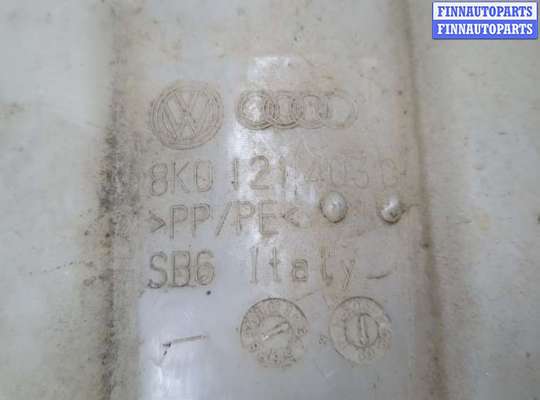 FINNAUTOPARTS
FINNAUTOPARTS
8K0 121 403
>PP/PE<
SB6 Italy